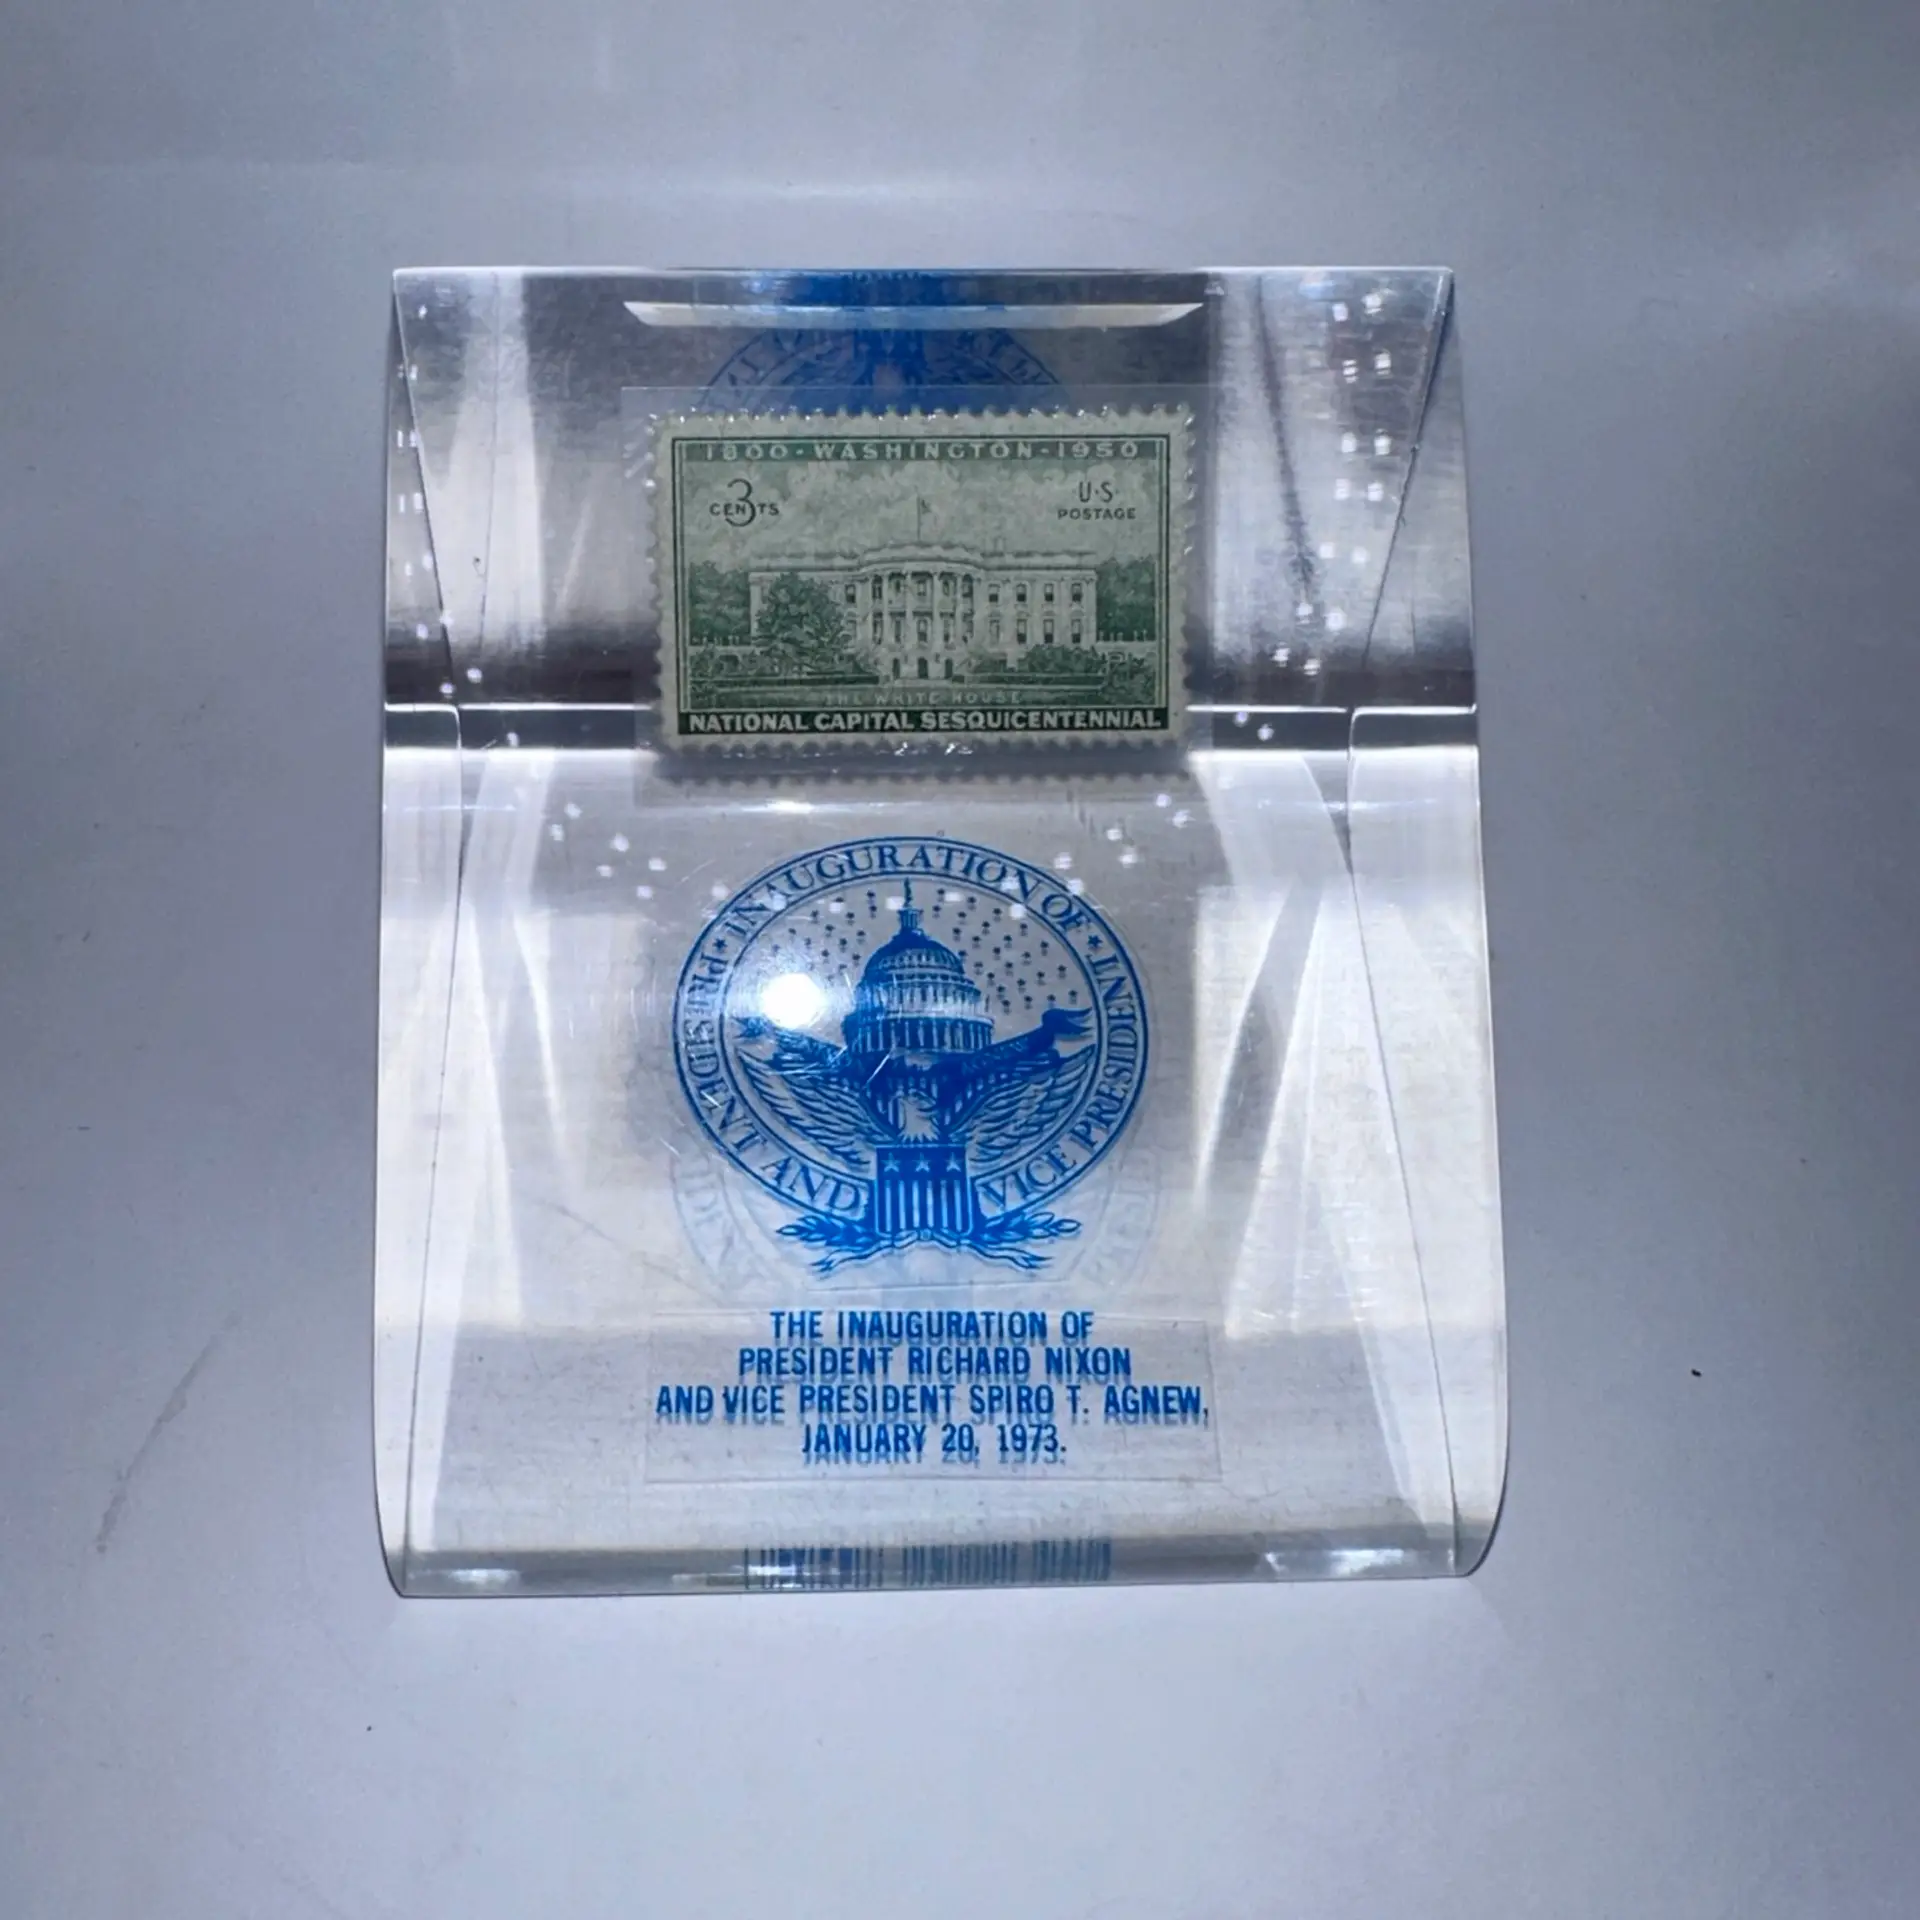 1800 · WASHINGTON · 1950
3 CENTS
U·S· POSTAGE
THE WHITE HOUSE
NATIONAL CAPITAL SESQUICENTENNIAL
★ INAUGURATION OF ★
PRESIDENT AND VICE PRESIDENT
THE INAUGURATION OF
PRESIDENT RICHARD NIXON
AND VICE PRESIDENT SPIRO T. AGNEW,
JANUARY 20, 1973.